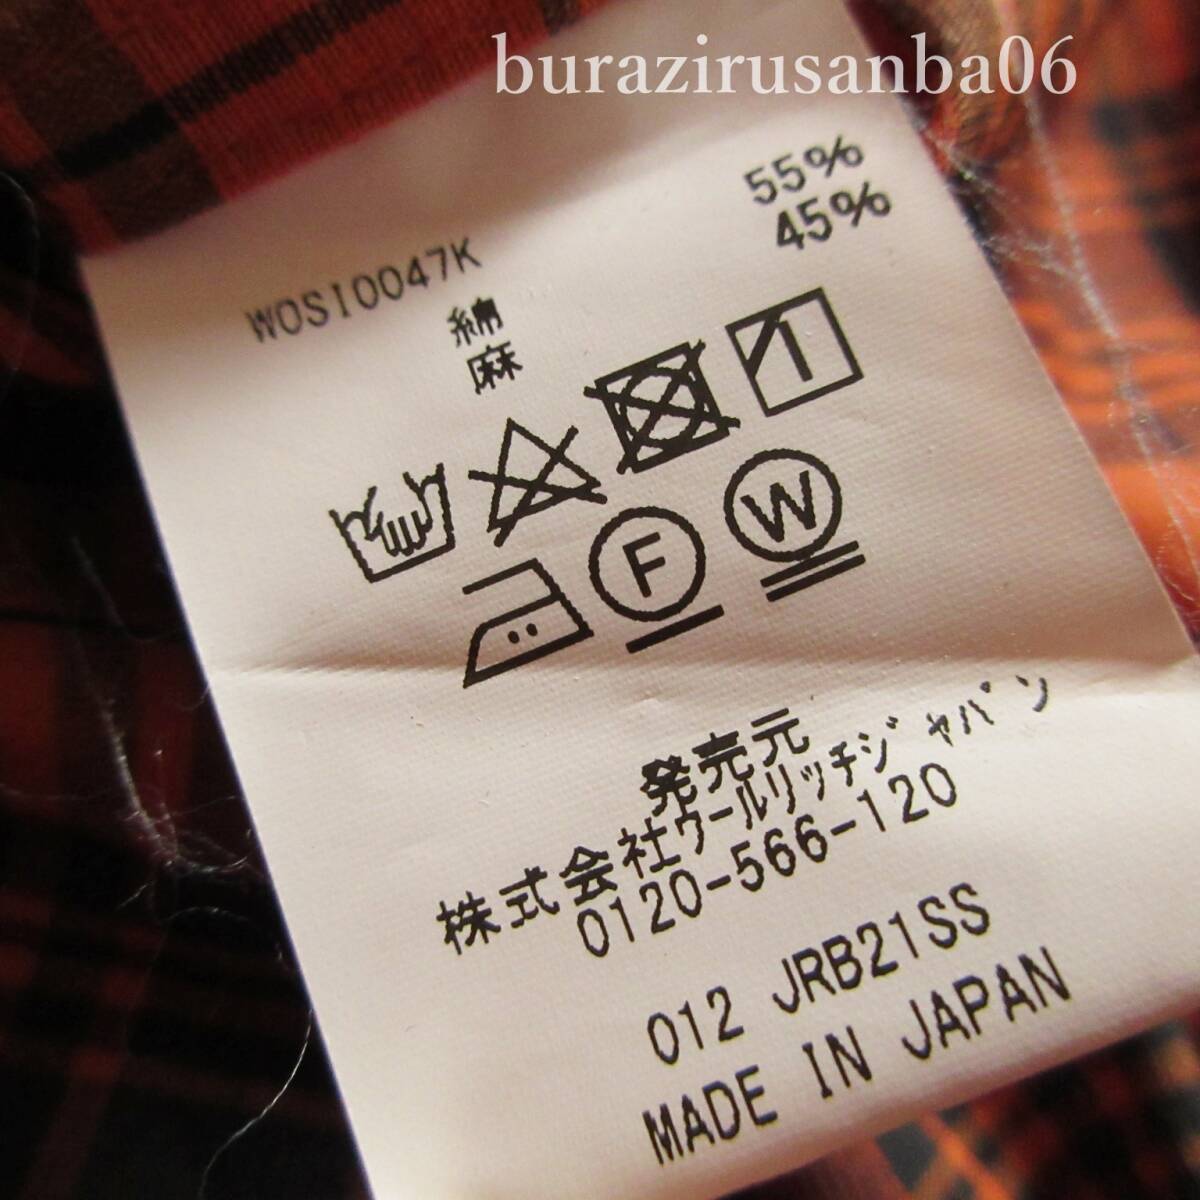 burazirusanba06
WOSI0047K
綿 55%
麻 45%
F W
発売元
株式会社ウールリッチジャパン
0120-566-120
012 JRB21SS
MADE IN JAPAN